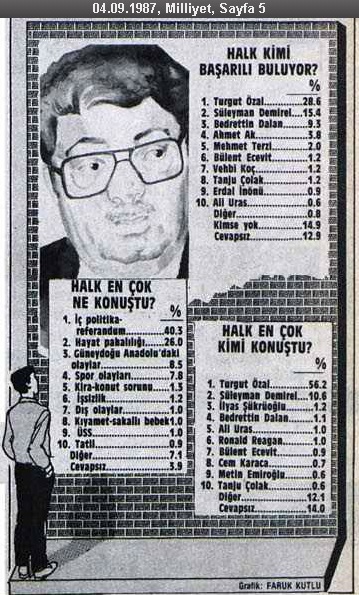 04.09.1987, Milliyet, Sayfa 5
HALK KİMİ
BAŞARILI BULUYOR?
%
1. Turgut Özal..........28.6
2. Süleyman Demirel...15.4
3. Bedrettin Dalan.......9.3
4. Ahmet Ak..............3.8
5. Mehmet Terzi..........2.0
6. Bülent Ecevit..........1.2
7. Vehbi Koç..............1.2
8. Tanju Çolak............1.2
9. Erdal İnönü............0.9
10. Ali Uras................0.6
Diğer....................0.8
Kimse yok.............14.9
Cevapsız...............12.9
HALK EN ÇOK
NE KONUŞTU?
%
1. İç politika-
referandum..........40.3
2. Hayat pahalılığı......26.0
3. Güneydoğu Anadolu'daki
olaylar..................8.5
4. Spor olayları..........7.8
5. Kira-konut sorunu....1.5
6. İşsizlik.................1.2
7. Dış olaylar............1.0
8. Kıyamet-sakallı bebek1.0
9. ÜSS.....................1.0
10. Tatil....................0.9
Diğer....................7.1
Cevapsız................3.9
HALK EN ÇOK
KİMİ KONUŞTU?
%
1. Turgut Özal...........56.2
2. Süleyman Demirel...10.6
3. İlyas Şükrüoğlu.......1.2
4. Bedrettin Dalan.......1.1
5. Ali Uras................1.0
6. Ronald Reagan........1.0
7. Bülent Ecevit..........0.9
8. Cem Karaca...........0.7
9. Metin Emiroğlu.......0.6
10. Tanju Çolak............0.6
Diğer...................12.1
Cevapsız...............14.0
Grafik: FARUK KUTLU